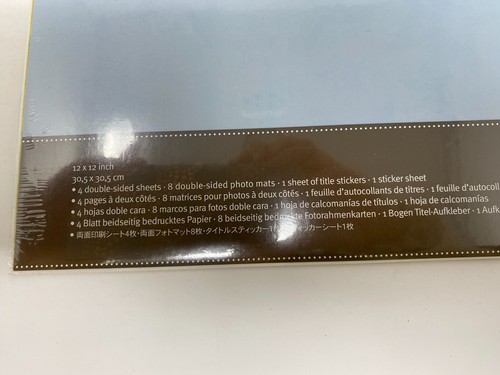 12 x 12 inch
30,5 x 30,5 cm
• 4 double-sided sheets · 8 double-sided photo mats · 1 sheet of title stickers · 1 sticker sheet
• 4 pages à deux côtés · 8 matrices pour photos à deux côtés · 1 feuille d'autocollants de titres · 1 feuille d'autocoll
• 4 hojas doble cara · 8 marcos para fotos doble cara · 1 hoja de calcomanías de títulos · 1 hoja de calcomanías
• 4 Blatt beidseitig bedrucktes Papier · 8 beidseitig bedruckte Fotorahmenkarten · 1 Bogen Titel-Aufkleber · 1 Aufk
• 両面印刷シート4枚・両面フォトマット8枚・タイトルスティッカー1 ティッカーシート1枚